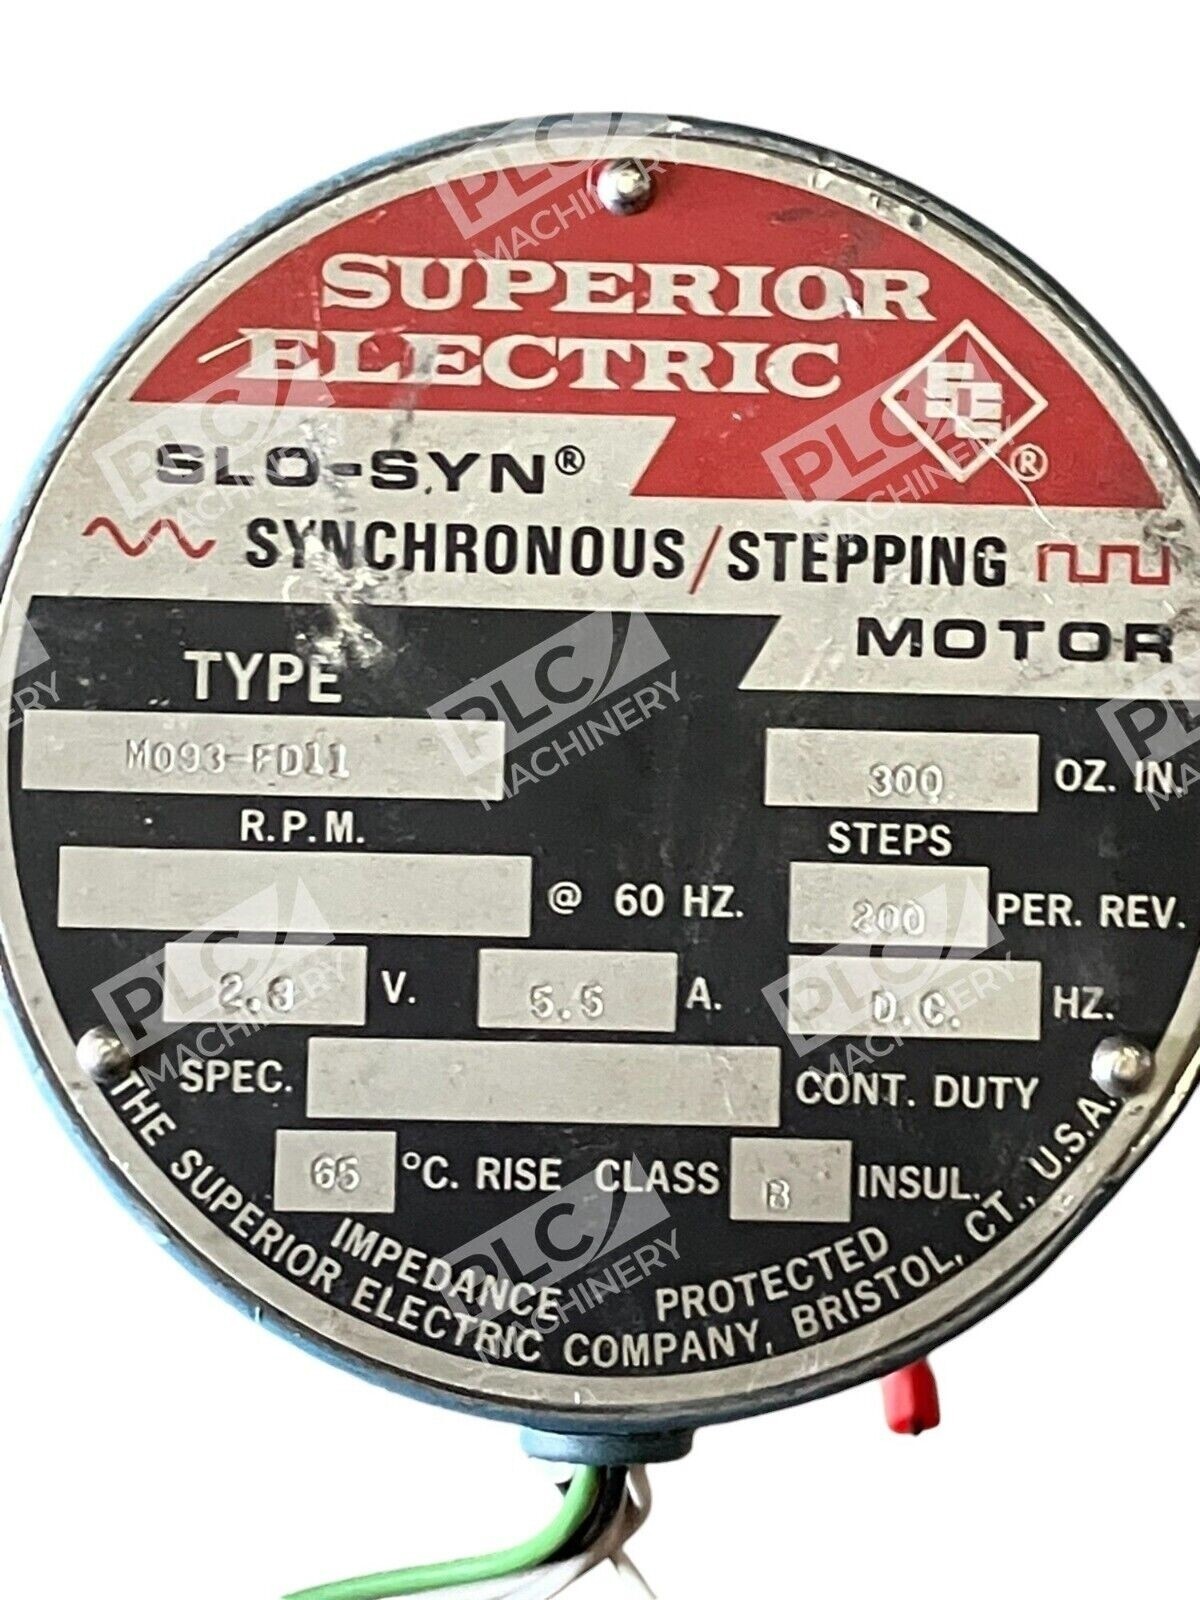 SUPERIOR
ELECTRIC
SE
®
SLO-SYN®
SYNCHRONOUS/STEPPING
MOTOR
TYPE
M093-FD11
300 OZ. IN.
R.P.M.
@ 60 HZ.
STEPS
200 PER. REV.
V. 5.5 A. D.C. HZ.
SPEC. CONT. DUTY
65 °C. RISE CLASS B INSUL.
IMPEDANCE PROTECTED
THE SUPERIOR ELECTRIC COMPANY, BRISTOL, CT., U.S.A.
PLC
MACHINERY